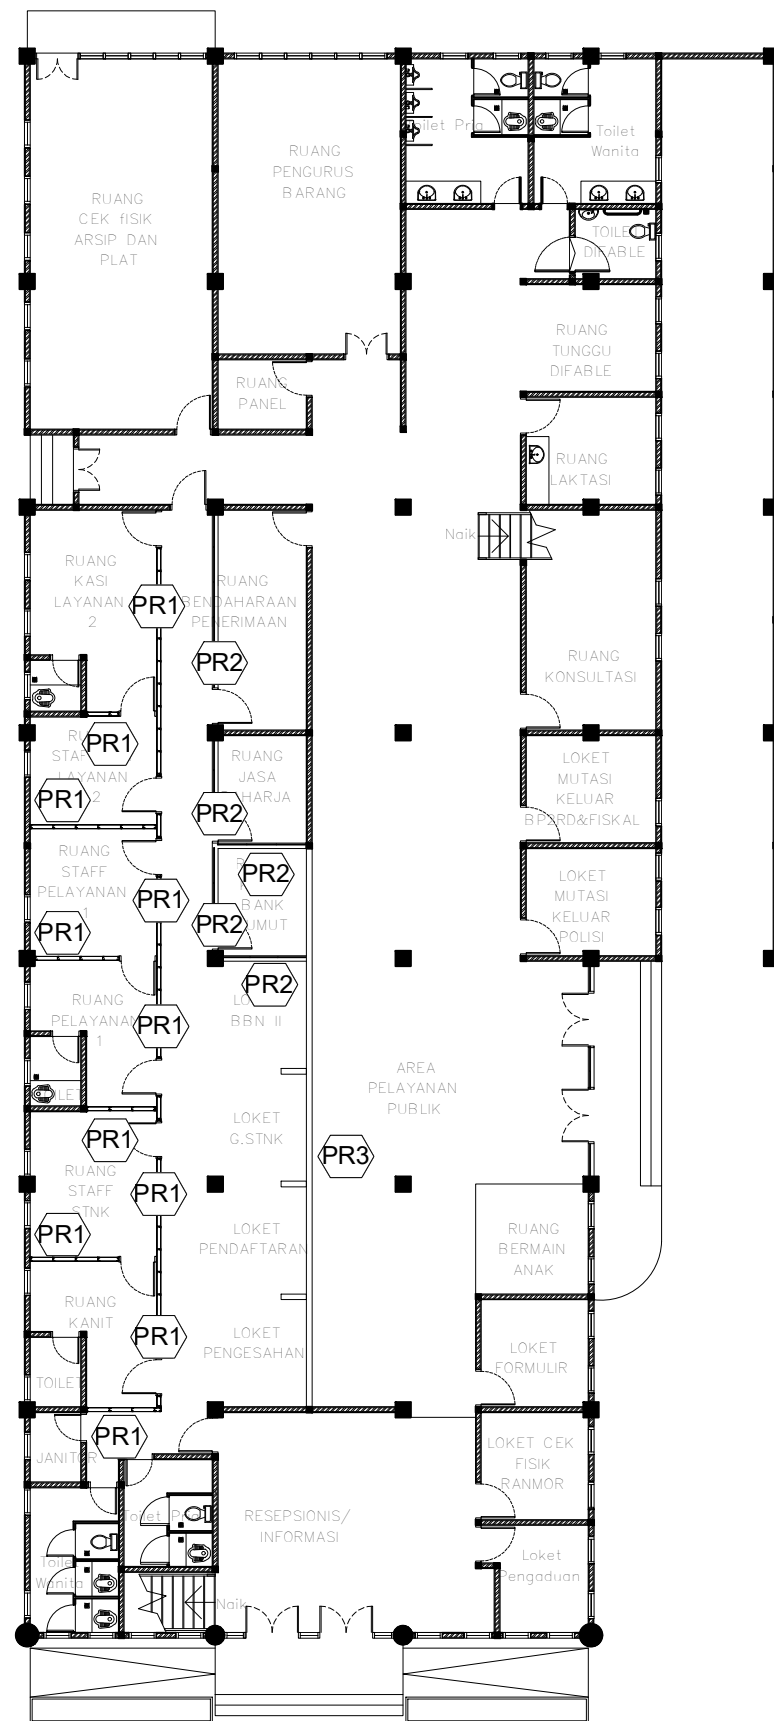 Toilet Pria
Toilet
Wanita
RUANG
PENGURUS
BARANG
RUANG
CEK fISIK
ARSIP DAN
PLAT
TOILET
DIFABLE
RUANG
TUNGGU
DIFABLE
RUANG
PANEL
RUANG
LAKTASI
Naik
RUANG
KASI
LAYANAN
2
PR1
RUANG
BENDAHARAAN
PENERIMAAN
PR2
RUANG
KONSULTASI
PR1
LAYANAN
2
PR1
RUANG
JASA
PR2
LOKET
MUTASI
KELUAR
BP2RD&FISKAL
RUANG
STAFF
PELAYANAN
1
PR1
PR1
PR2
BANK
PR2
LOKET
MUTASI
KELUAR
POLISI
RUANG
PELAYANAN
1
PR1
PR2
BBN II
TOILET
AREA
PELAYANAN
PUBLIK
LOKET
G.STNK
PR1
RUANG
STAFF
STNK
PR1
PR1
PR3
LOKET
PENDAFTARAN
RUANG
BERMAIN
ANAK
RUANG
KANIT
PR1
LOKET
PENGESAHAN
LOKET
FORMULIR
TOILET
PR1
JANITOR
LOKET CEK
FISIK
RANMOR
Toilet Pria
RESEPSIONIS/
INFORMASI
Toilet
Wanita
Loket
Pengaduan
Naik